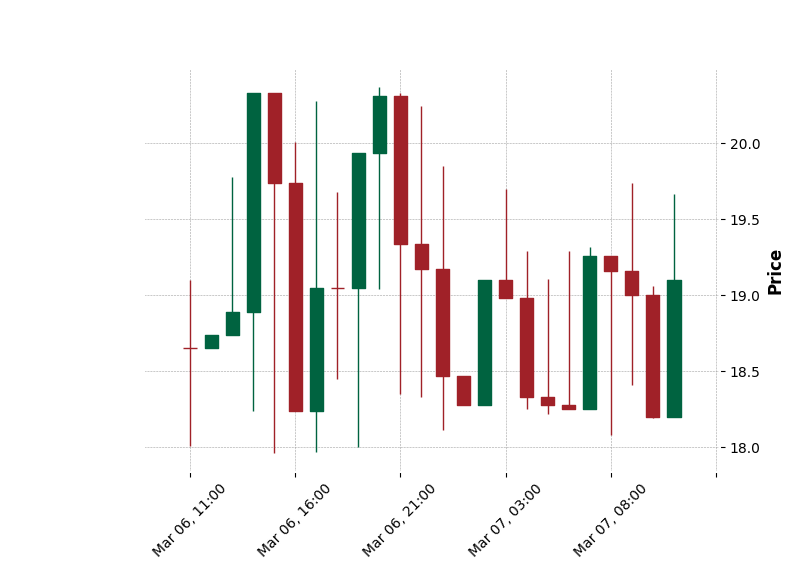 20.0
19.5
19.0
18.5
18.0
Price
Mar 06, 11:00
Mar 06, 16:00
Mar 06, 21:00
Mar 07, 03:00
Mar 07, 08:00